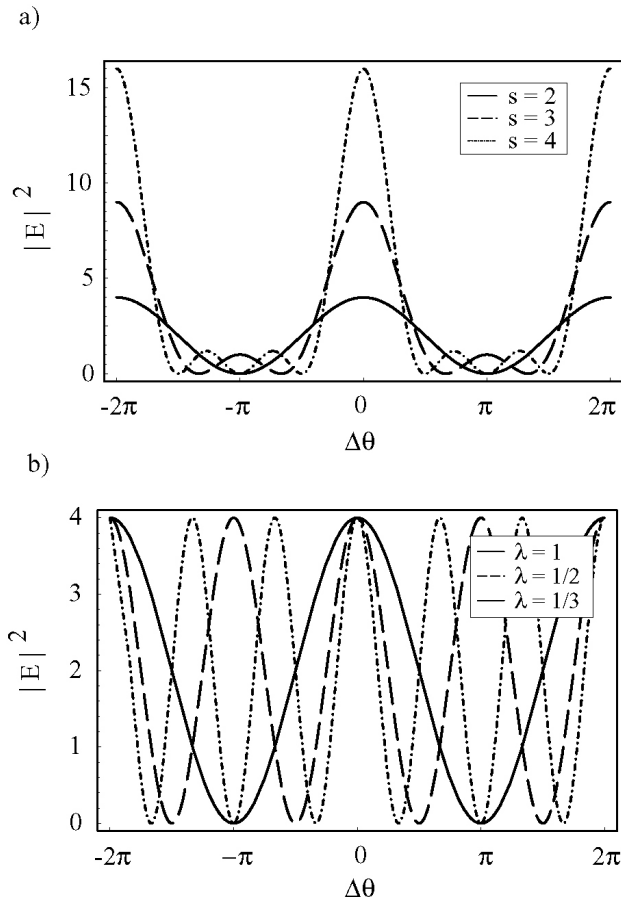 a)
15
10
5
0
|E|²
s = 2
s = 3
s = 4
-2π
-π
0
π
2π
Δθ
b)
4
3
2
1
0
|E|²
λ = 1
λ = 1/2
λ = 1/3
-2π
−π
0
π
2π
Δθ